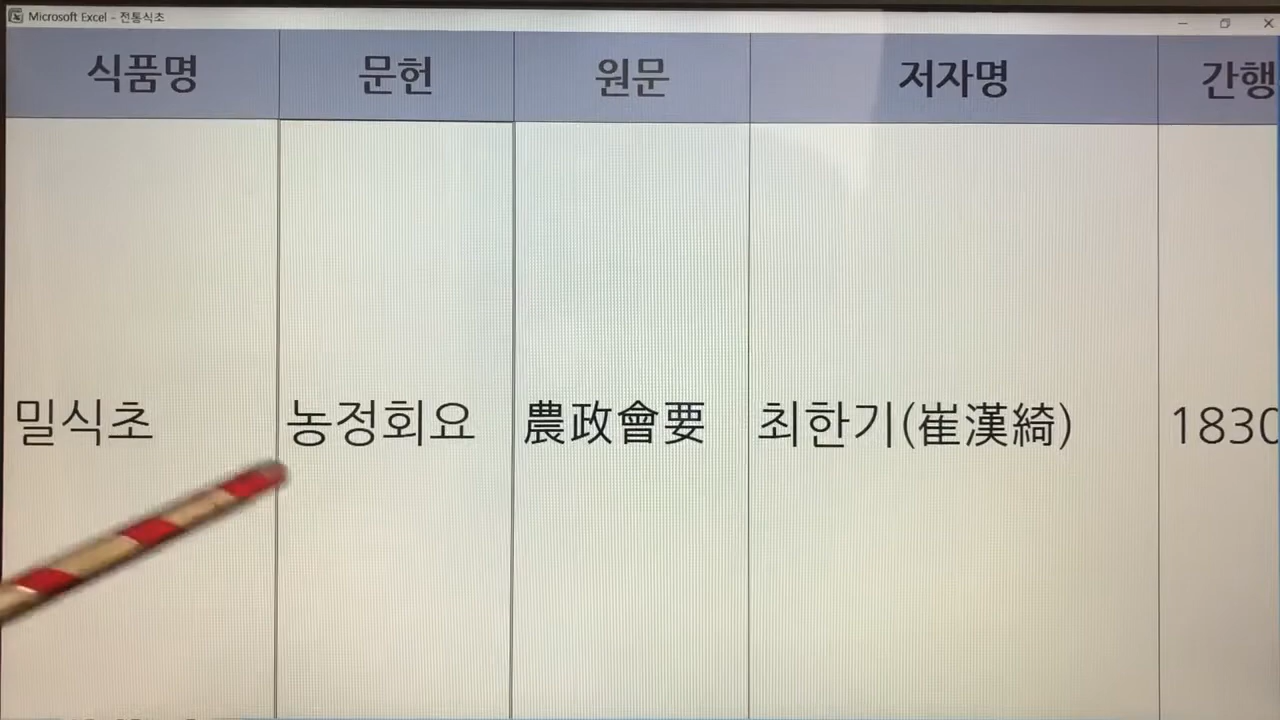 Microsoft Excel - 전통식초
식품명 문헌 원문 저자명 간행
밀식초 농정회요 農政會要 최한기(崔漢綺) 1830